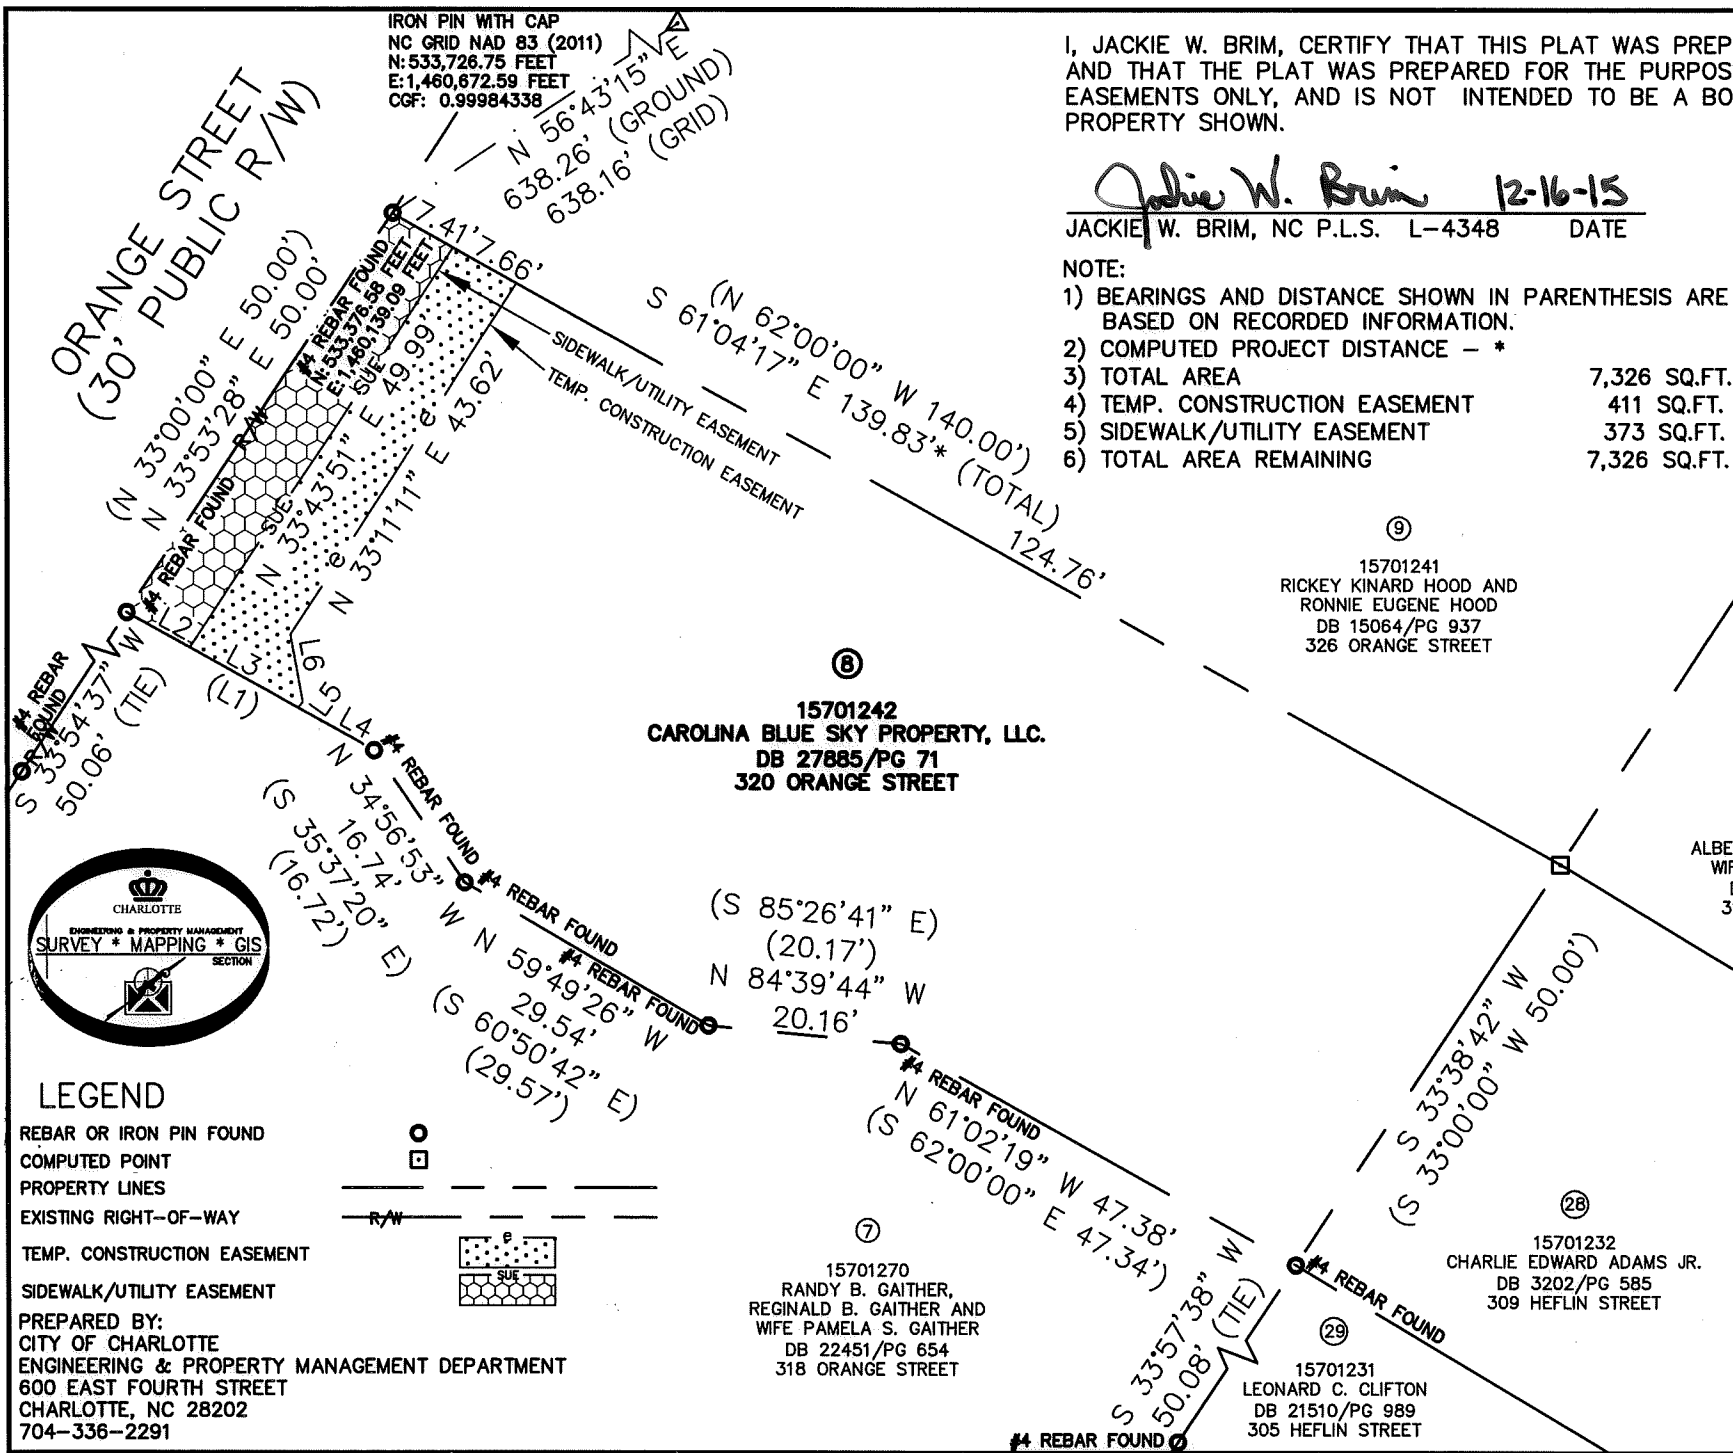 IRON PIN WITH CAP
NC GRID NAD 83 (2011)
N:533,726.75 FEET
E:1,460,672.59 FEET
CGF: 0.99984338
N 56°43'15" E
638.26' (GROUND)
638.16' (GRID)
ORANGE STREET
(30' PUBLIC R/W)
I, JACKIE W. BRIM, CERTIFY THAT THIS PLAT WAS PREP
AND THAT THE PLAT WAS PREPARED FOR THE PURPOS
EASEMENTS ONLY, AND IS NOT INTENDED TO BE A BO
PROPERTY SHOWN.
Jackie W. Brim 12-16-15
JACKIE W. BRIM, NC P.L.S. L-4348 DATE
NOTE:
1) BEARINGS AND DISTANCE SHOWN IN PARENTHESIS ARE
BASED ON RECORDED INFORMATION.
2) COMPUTED PROJECT DISTANCE – *
3) TOTAL AREA 7,326 SQ.FT.
4) TEMP. CONSTRUCTION EASEMENT 411 SQ.FT.
5) SIDEWALK/UTILITY EASEMENT 373 SQ.FT.
6) TOTAL AREA REMAINING 7,326 SQ.FT.
7.41'
7.66'
(N 33°00'00" E 50.00')
N 33°53'28" E 50.00'
#4 REBAR FOUND
N:533,376.58 FEET
E:1,460,139.09 FEET
R/W
#4 REBAR FOUND
SUE
SUE
N 33°43'51" E 49.99'
e
e
N 33°11'11" E 43.62'
SIDEWALK/UTILITY EASEMENT
TEMP. CONSTRUCTION EASEMENT
(N 62°00'00" W 140.00')
S 61°04'17" E 139.83'* (TOTAL)
124.76'
9
15701241
RICKEY KINARD HOOD AND
RONNIE EUGENE HOOD
DB 15064/PG 937
326 ORANGE STREET
L2
L3
(L1)
L6
L5
L4
#4 REBAR
FOUND
R/W
S 33°54'37" W
50.06' (TIE)
8
15701242
CAROLINA BLUE SKY PROPERTY, LLC.
DB 27885/PG 71
320 ORANGE STREET
#4 REBAR FOUND
N 34°56'53" W
16.74'
(S 35°37'20" E)
(16.72')
#4 REBAR FOUND
#4 REBAR FOUND
N 59°49'26" W
29.54'
(S 60°50'42" E)
(29.57')
(S 85°26'41" E)
(20.17')
N 84°39'44" W
20.16'
#4 REBAR FOUND
N 61°02'19" W 47.38'
(S 62°00'00" E 47.34')
ALBE
WIF
3
S 33°38'42" W
(S 33°00'00" W 50.00')
CHARLOTTE
ENGINEERING & PROPERTY MANAGEMENT
SURVEY * MAPPING * GIS
SECTION
LEGEND
REBAR OR IRON PIN FOUND
COMPUTED POINT
PROPERTY LINES
EXISTING RIGHT-OF-WAY R/W
TEMP. CONSTRUCTION EASEMENT e
SIDEWALK/UTILITY EASEMENT SUE
PREPARED BY:
CITY OF CHARLOTTE
ENGINEERING & PROPERTY MANAGEMENT DEPARTMENT
600 EAST FOURTH STREET
CHARLOTTE, NC 28202
704-336-2291
7
15701270
RANDY B. GAITHER,
REGINALD B. GAITHER AND
WIFE PAMELA S. GAITHER
DB 22451/PG 654
318 ORANGE STREET
28
15701232
CHARLIE EDWARD ADAMS JR.
DB 3202/PG 585
309 HEFLIN STREET
#4 REBAR FOUND
S 33°57'38" W
50.08' (TIE)
29
15701231
LEONARD C. CLIFTON
DB 21510/PG 989
305 HEFLIN STREET
#4 REBAR FOUND